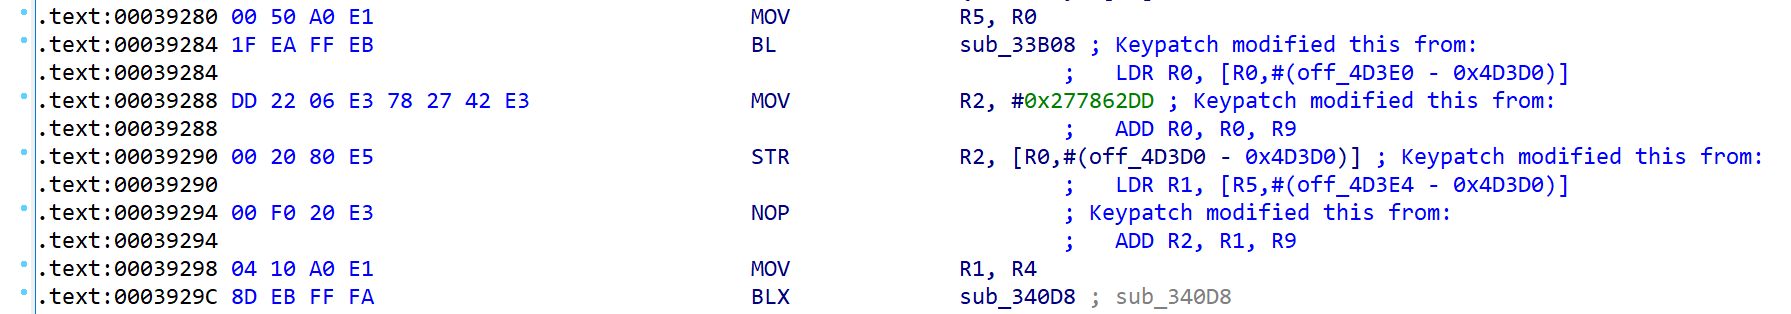 .text:00039280 00 50 A0 E1 MOV R5, R0
.text:00039284 1F EA FF EB BL sub_33B08 ; Keypatch modified this from:
.text:00039284 ; LDR R0, [R0,#(off_4D3E0 - 0x4D3D0)]
.text:00039288 DD 22 06 E3 78 27 42 E3 MOV R2, #0x277862DD ; Keypatch modified this from:
.text:00039288 ; ADD R0, R0, R9
.text:00039290 00 20 80 E5 STR R2, [R0,#(off_4D3D0 - 0x4D3D0)] ; Keypatch modified this from:
.text:00039290 ; LDR R1, [R5,#(off_4D3E4 - 0x4D3D0)]
.text:00039294 00 F0 20 E3 NOP ; Keypatch modified this from:
.text:00039294 ; ADD R2, R1, R9
.text:00039298 04 10 A0 E1 MOV R1, R4
.text:0003929C 8D EB FF FA BLX sub_340D8 ; sub_340D8